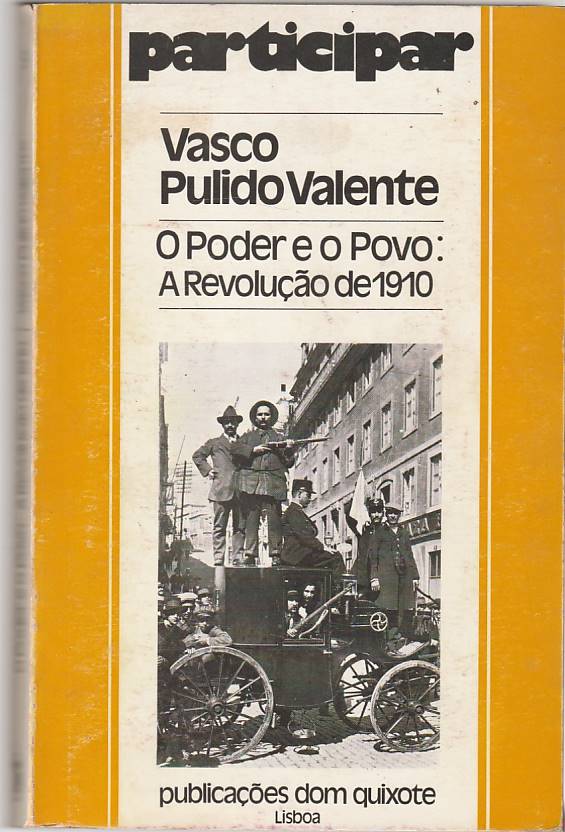 participar
Vasco
Pulido Valente
O Poder e o Povo:
A Revolução de 1910
publicações dom quixote
Lisboa